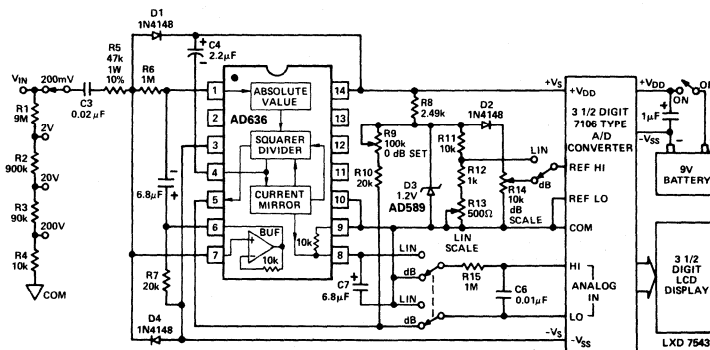 D1
1N4148
C4
2.2µF
+
–
R5
47k
1W
10%
R6
1M
VIN
200mV
C3
0.02µF
R1
9M
2V
R2
900k
20V
R3
90k
200V
R4
10k
COM
6.8µF
–
+
R7
20k
D4
1N4148
1
2
3
4
5
6
7
14
13
12
11
10
9
8
ABSOLUTE
VALUE
AD636
SQUARER
DIVIDER
CURRENT
MIRROR
BUF
+
–
10k
10k
+VS
R8
2.49k
D2
1N4148
R9
100k
0 dB SET
R10
20k
D3
1.2V
AD589
R11
10k
R12
1k
R13
500Ω
LIN
SCALE
LIN
dB
R14
10k
dB
SCALE
LIN
dB
LIN
dB
+
C7
6.8µF
R15
1M
C6
0.01µF
–VS
+VDD
3 1/2 DIGIT
7106 TYPE
A/D
CONVERTER
REF HI
REF LO
COM
HI
ANALOG
IN
LO
–VSS
+VDD
ON
OF
+
1µF
–VSS
+
–
9V
BATTERY
3 1/2
DIGIT
LCD
DISPLAY
LXD 7543